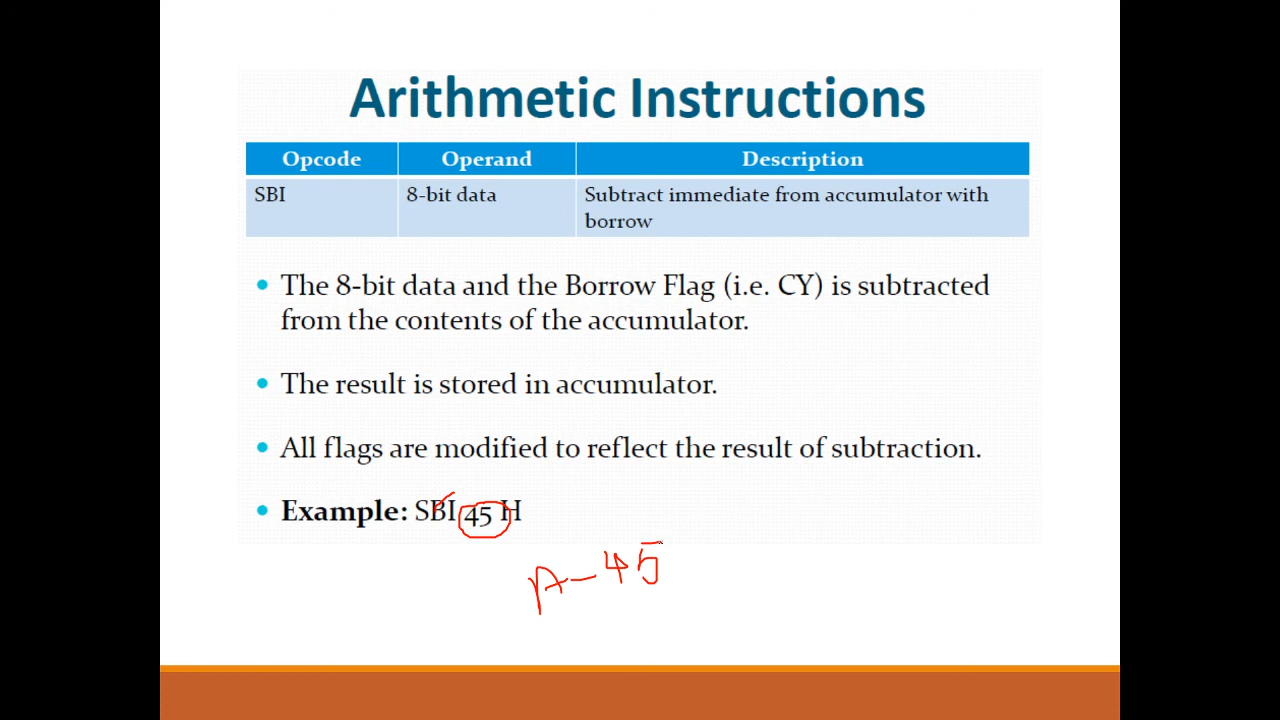 Arithmetic Instructions
Opcode Operand Description
SBI 8-bit data Subtract immediate from accumulator with
borrow
• The 8-bit data and the Borrow Flag (i.e. CY) is subtracted
from the contents of the accumulator.
• The result is stored in accumulator.
• All flags are modified to reflect the result of subtraction.
• Example: SBI 45 H
A - 45